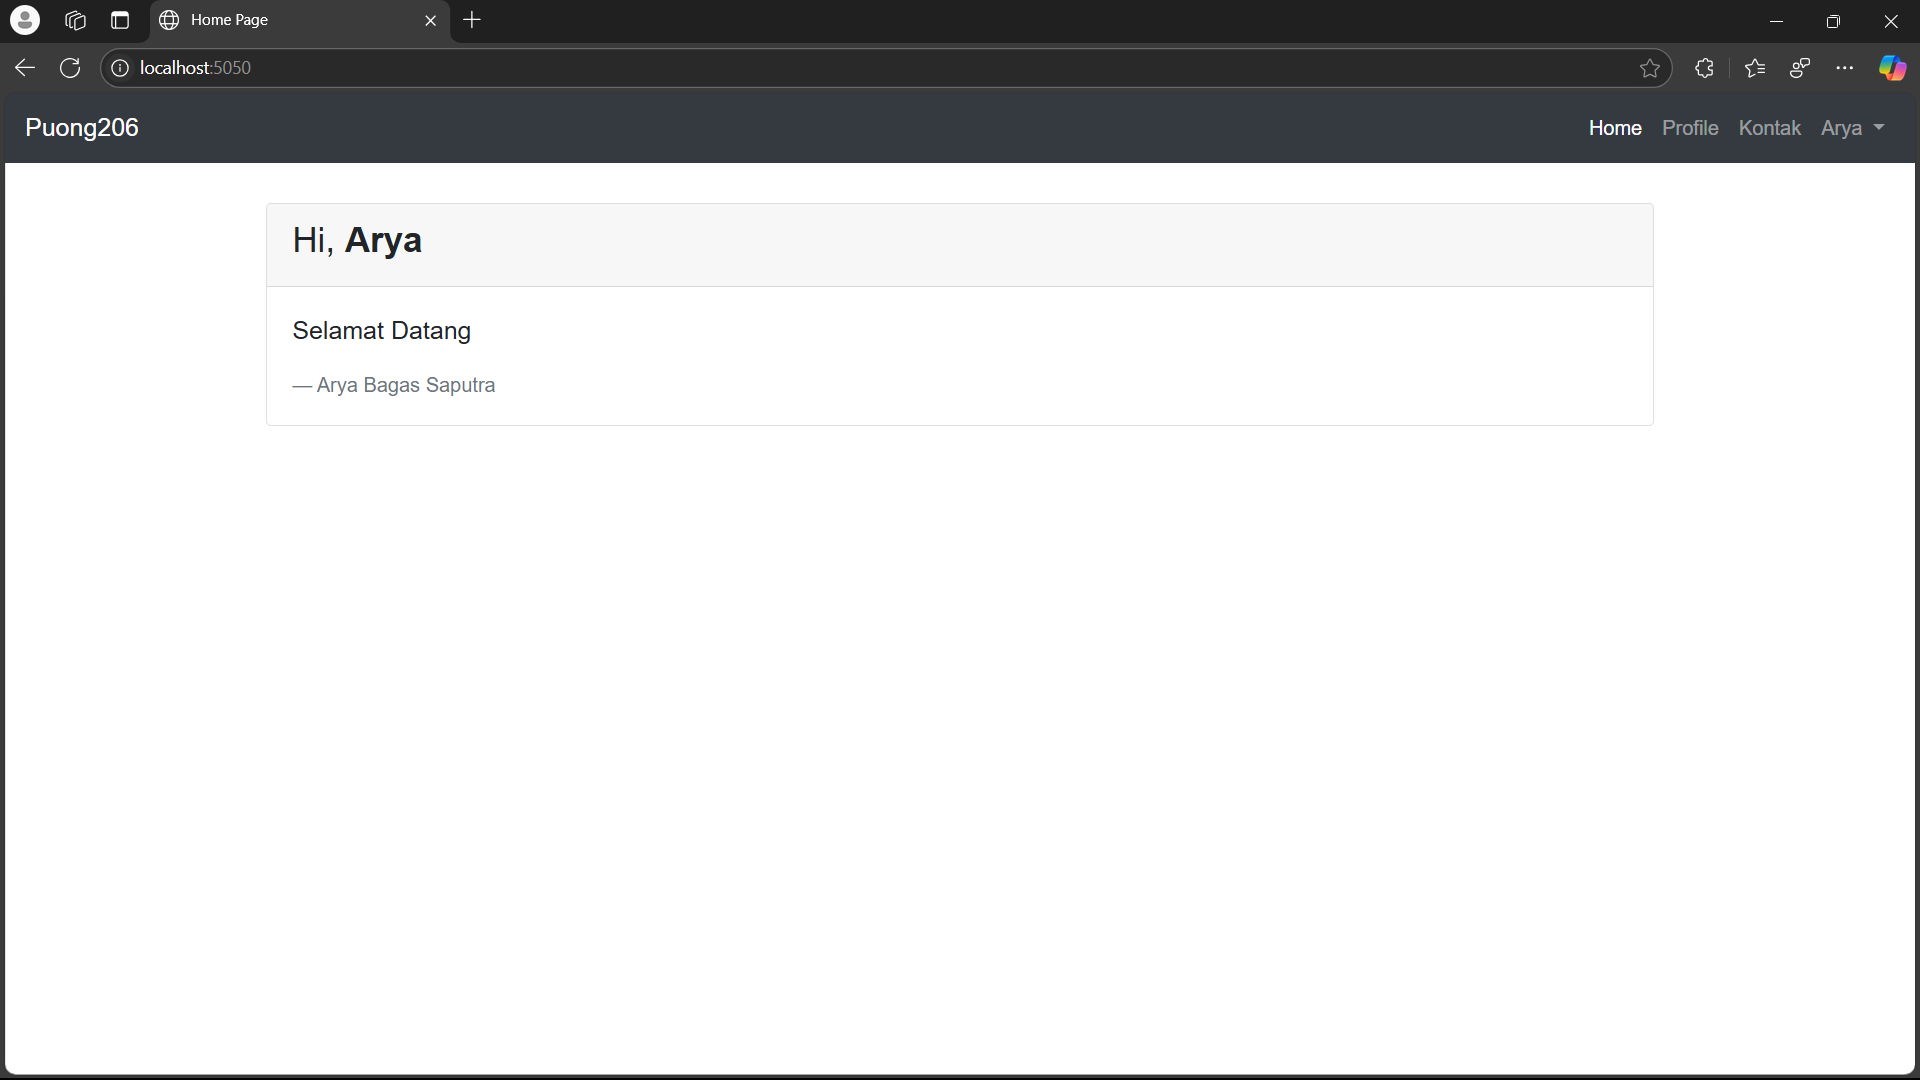 Home Page
localhost:5050
Puong206
Home Profile Kontak Arya
Hi, Arya
Selamat Datang
— Arya Bagas Saputra